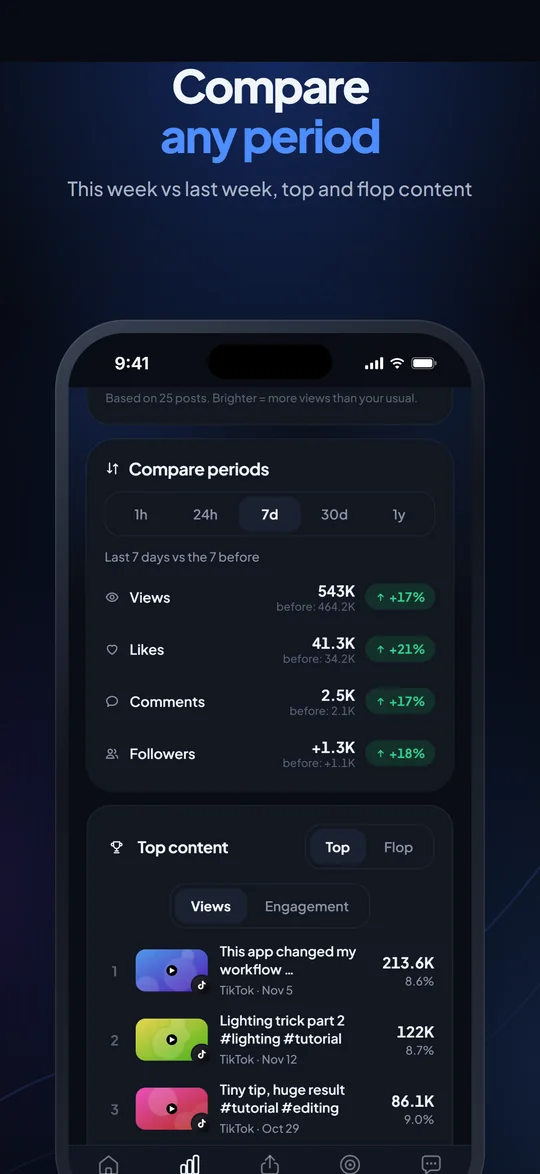 Compare
any period
This week vs last week, top and flop content
9:41
Based on 25 posts. Brighter = more views than your usual.
Compare periods
1h 24h 7d 30d 1y
Last 7 days vs the 7 before
Views 543K ↑ +17%
before: 464.2K
Likes 41.3K ↑ +21%
before: 34.2K
Comments 2.5K ↑ +17%
before: 2.1K
Followers +1.3K ↑ +18%
before: +1.1K
Top content Top Flop
Views Engagement
1 This app changed my
workflow ... 213.6K
TikTok · Nov 5 8.6%
2 Lighting trick part 2
#lighting #tutorial 122K
TikTok · Nov 12 8.7%
3 Tiny tip, huge result
#tutorial #editing 86.1K
TikTok · Oct 29 9.0%